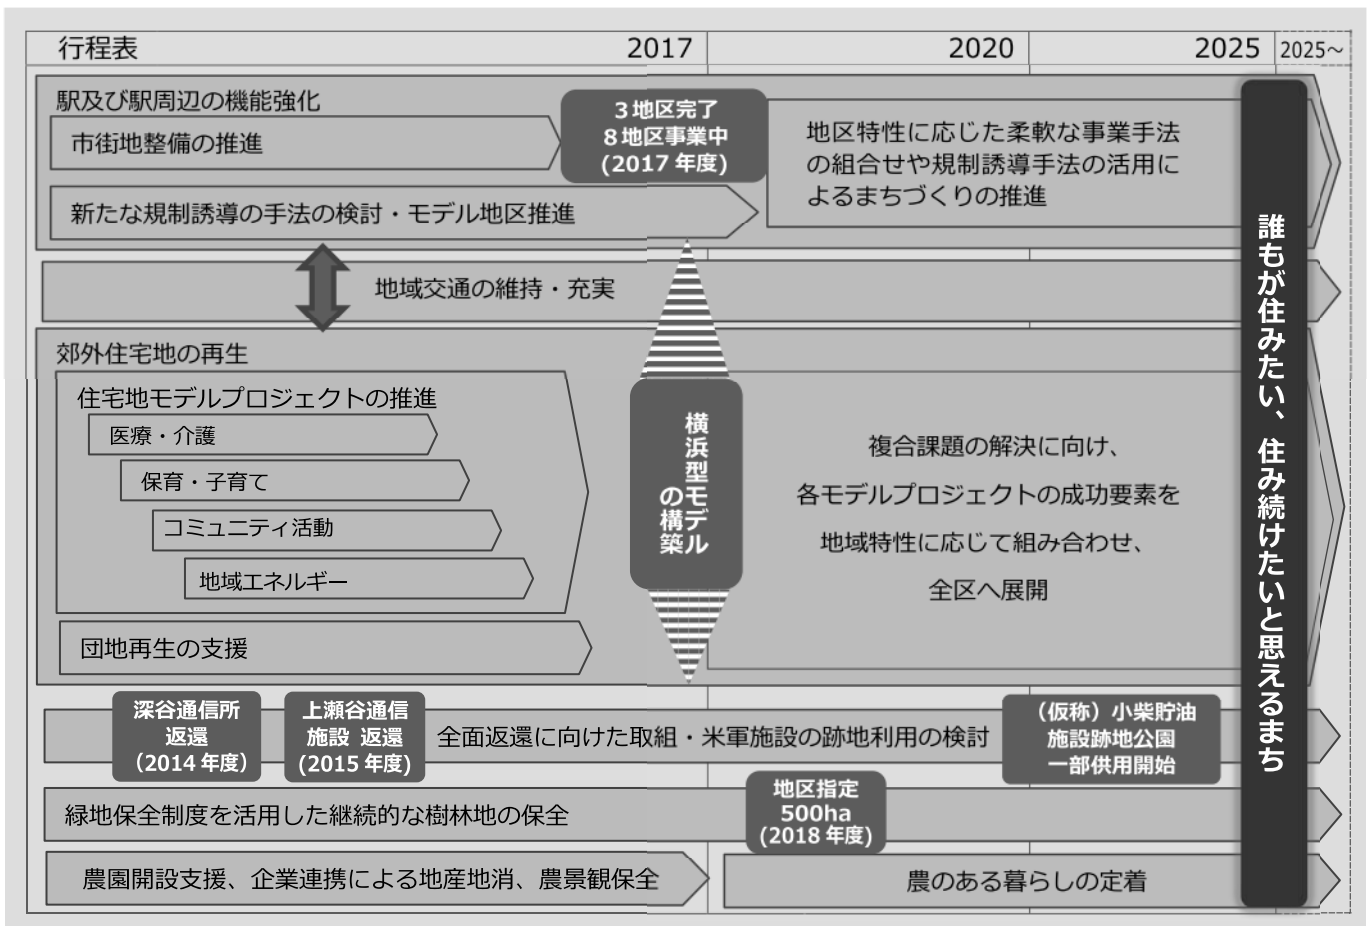 行程表
2017
2020
2025
2025～
駅及び駅周辺の機能強化
市街地整備の推進
３地区完了
８地区事業中
(2017 年度)
地区特性に応じた柔軟な事業手法
の組合せや規制誘導手法の活用に
よるまちづくりの推進
新たな規制誘導の手法の検討・モデル地区推進
地域交通の維持・充実
郊外住宅地の再生
住宅地モデルプロジェクトの推進
医療・介護
保育・子育て
コミュニティ活動
地域エネルギー
団地再生の支援
横浜型モデル
の構築
複合課題の解決に向け、
各モデルプロジェクトの成功要素を
地域特性に応じて組み合わせ、
全区へ展開
深谷通信所
返還
（2014 年度）
上瀬谷通信
施設 返還
(2015 年度)
全面返還に向けた取組・米軍施設の跡地利用の検討
（仮称）小柴貯油
施設跡地公園
一部供用開始
緑地保全制度を活用した継続的な樹林地の保全
地区指定
500ha
(2018 年度)
農園開設支援、企業連携による地産地消、農景観保全
農のある暮らしの定着
誰もが住みたい、住み続けたいと思えるまち